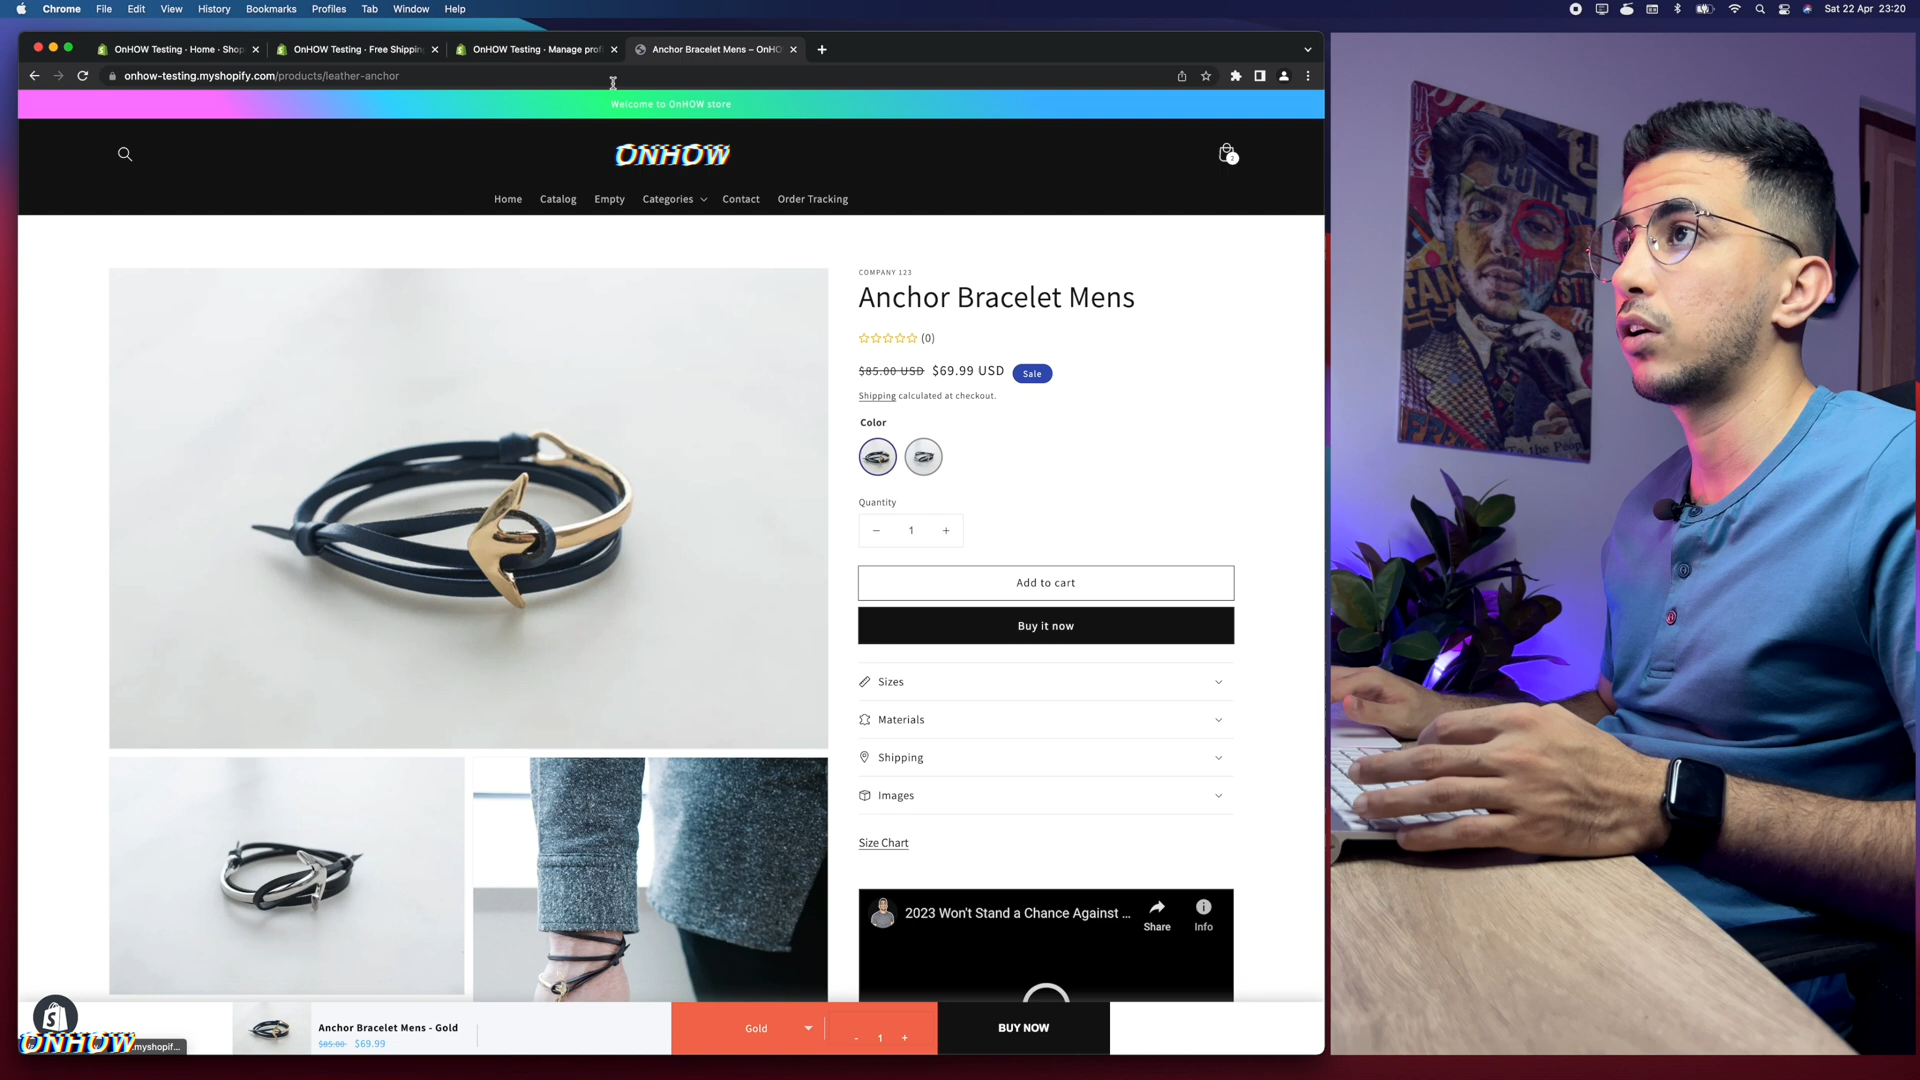 Chrome File Edit View History Bookmarks Profiles Tab Window Help
Sat 22 Apr 23:20
OnHOW Testing · Home · Shop
OnHOW Testing · Free Shipping
OnHOW Testing · Manage prof
Anchor Bracelet Mens – OnHO
onhow-testing.myshopify.com/products/leather-anchor
Welcome to OnHOW store
ONHOW
2
Home Catalog Empty Categories Contact Order Tracking
COMPANY 123
Anchor Bracelet Mens
(0)
$85.00 USD $69.99 USD Sale
Shipping calculated at checkout.
Color
Quantity
− 1 +
Add to cart
Buy it now
Sizes
Materials
Shipping
Images
Size Chart
2023 Won't Stand a Chance Against ...
Share
Info
Anchor Bracelet Mens - Gold
$85.00 $69.99
Gold
- 1 +
BUY NOW
ONHOW
.myshopif...